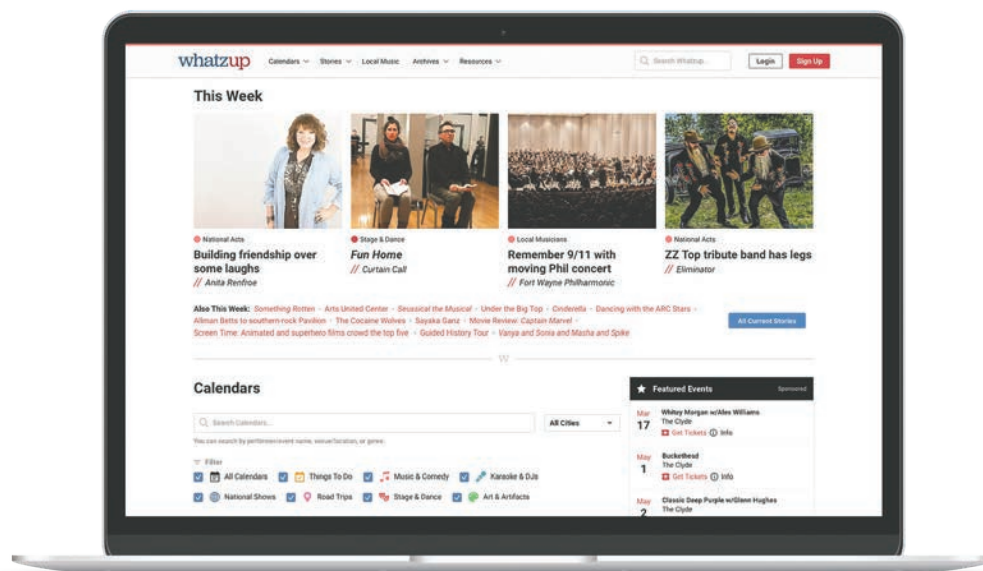 whatzup
Calendars Stories Local Music Archives Resources
Search Whatzup...
Login
Sign Up
This Week
National Acts
Building friendship over
some laughs
// Anita Renfroe
Stage & Dance
Fun Home
// Curtain Call
Local Musicians
Remember 9/11 with
moving Phil concert
// Fort Wayne Philharmonic
National Acts
ZZ Top tribute band has legs
// Eliminator
Also This Week: Something Rotten • Arts United Center • Seussical the Musical • Under the Big Top • Cinderella • Dancing with the ARC Stars •
Allman Betts to southern-rock Pavilion • The Cocaine Wolves • Sayaka Ganz • Movie Review: Captain Marvel •
Screen Time: Animated and superhero films crowd the top five • Guided History Tour • Vanya and Sonia and Masha and Spike
All Current Stories
W
Calendars
Search Calendars...
All Cities
You can search by performer/event name, venue/location, or genre.
Filter
All Calendars Things To Do Music & Comedy Karaoke & DJs
National Shows Road Trips Stage & Dance Art & Artifacts
Featured Events
Sponsored
Mar
17
Whitey Morgan w/Alex Williams
The Clyde
Get Tickets Info
May
1
Buckethead
The Clyde
Get Tickets Info
May
2
Classic Deep Purple w/Glenn Hughes
The Clyde